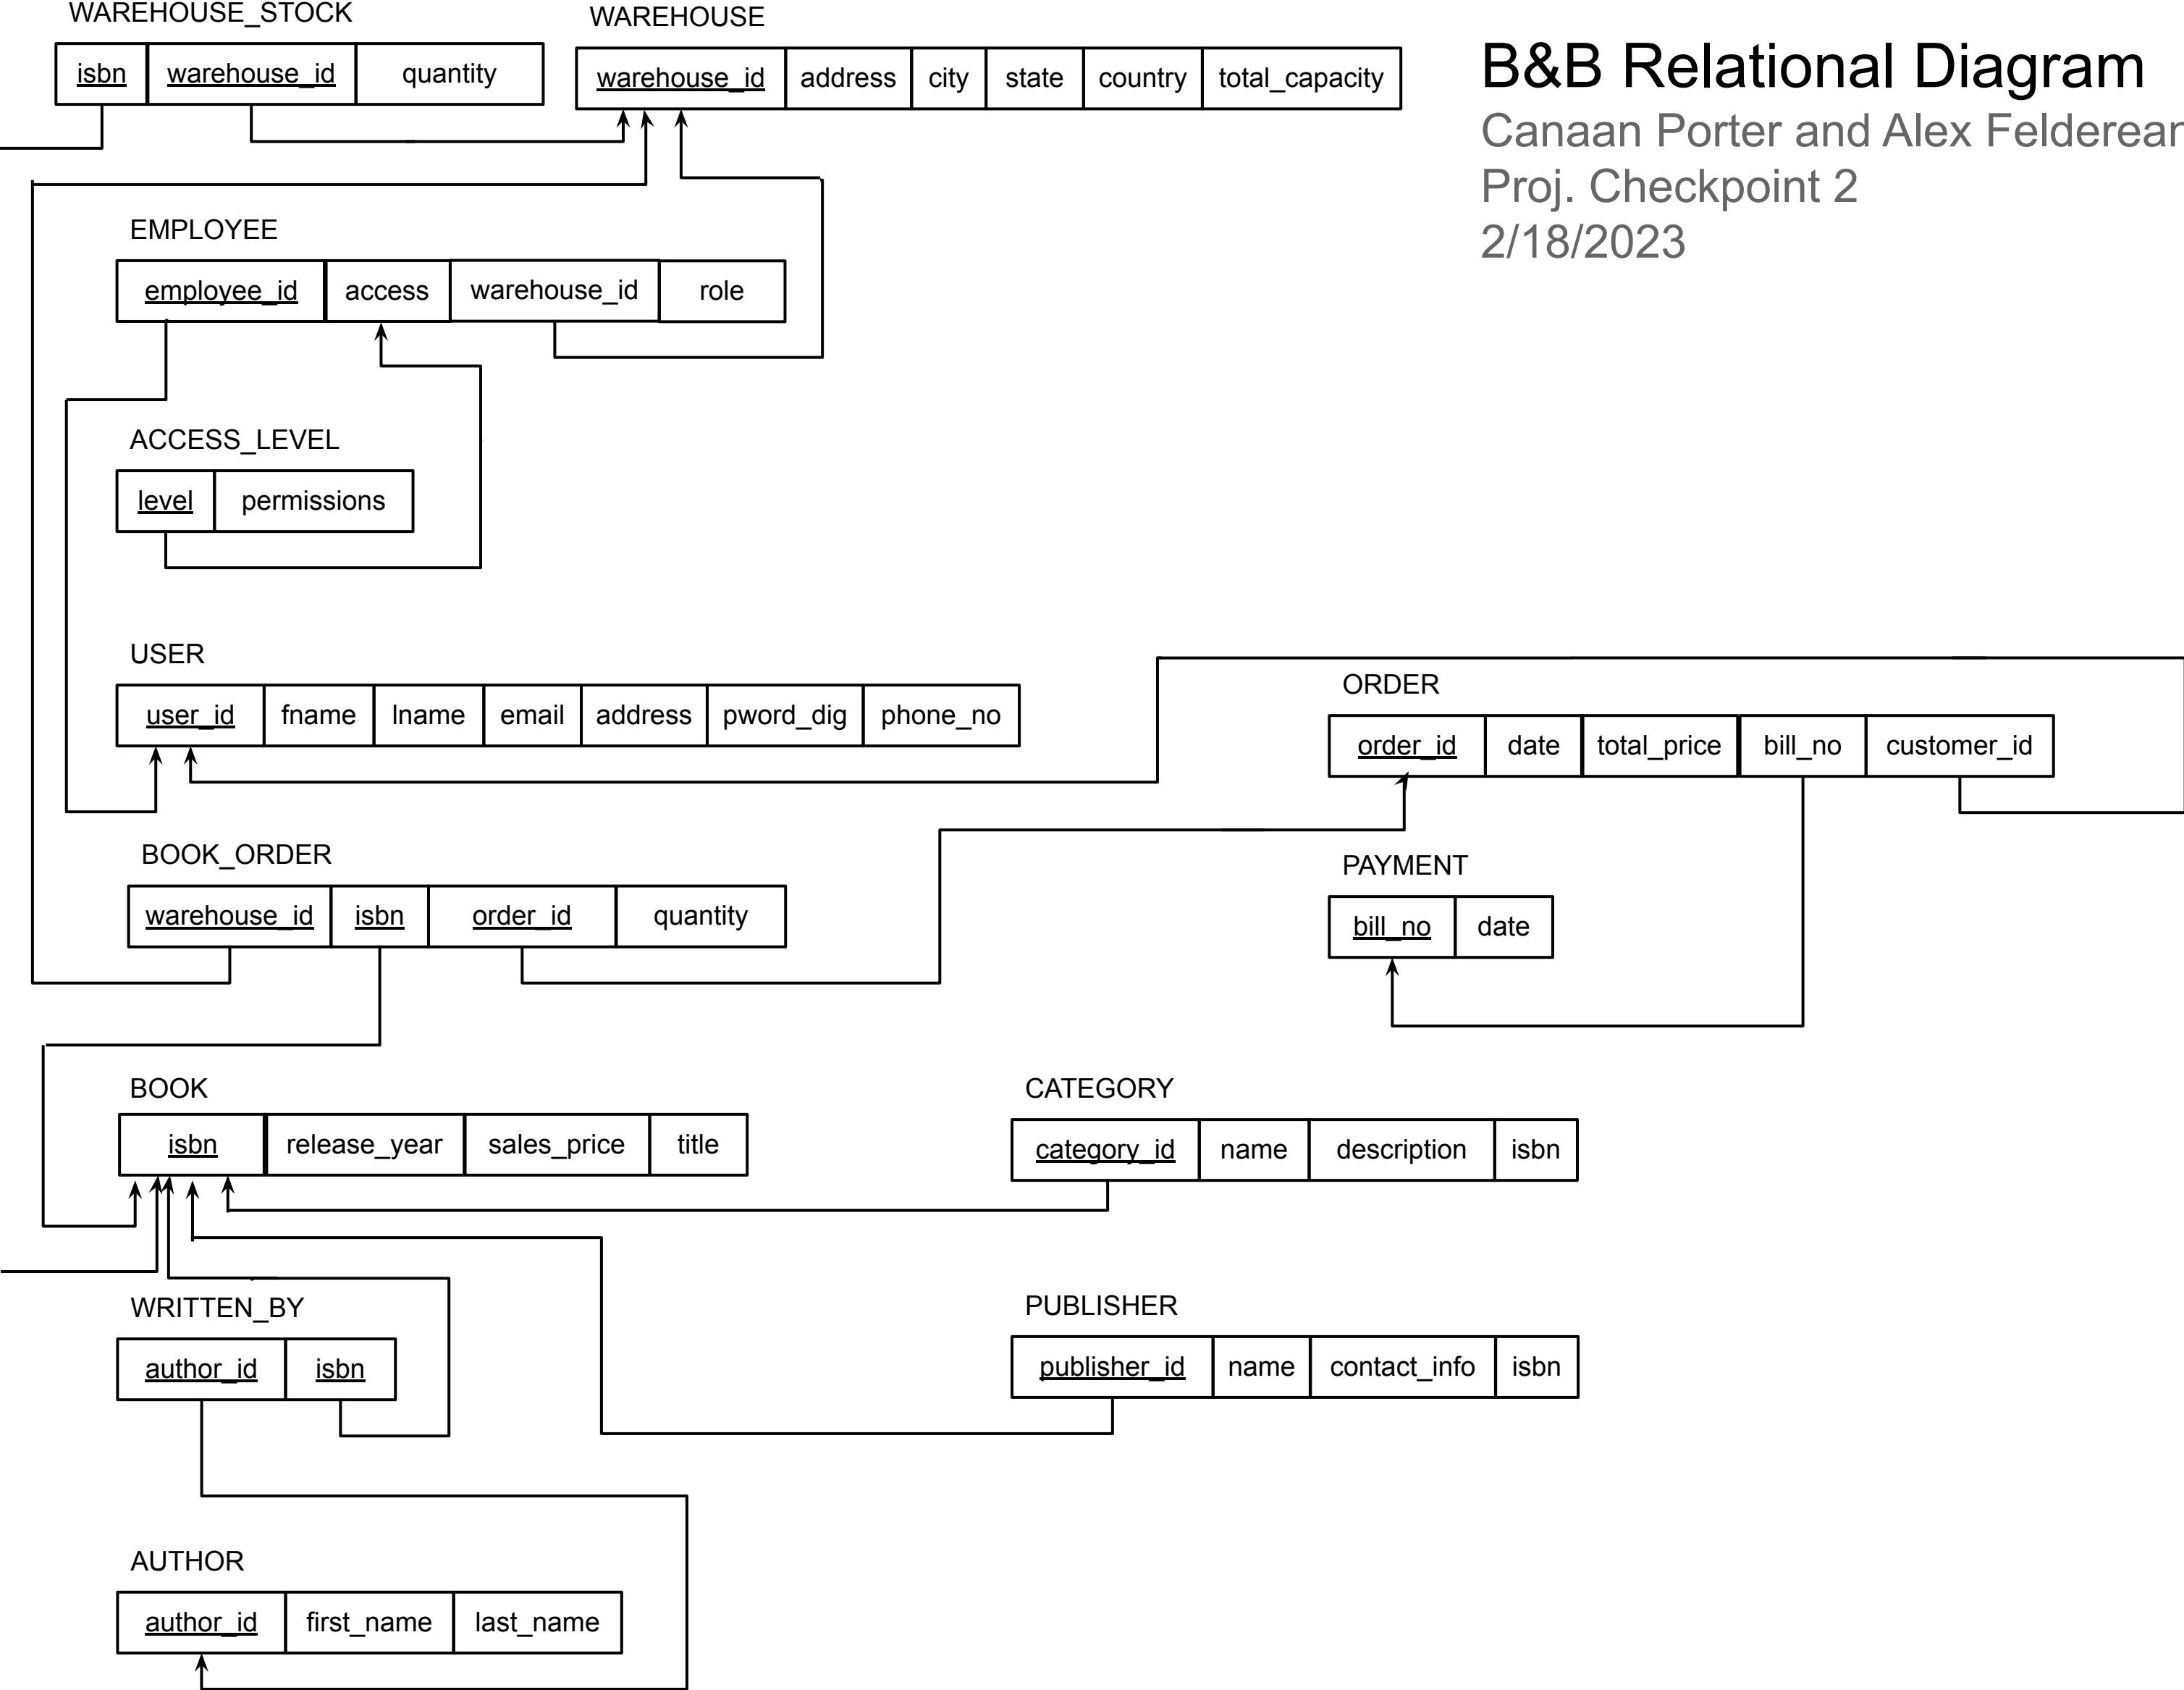 WAREHOUSE_STOCK
isbn warehouse_id quantity
WAREHOUSE
warehouse_id address city state country total_capacity
B&B Relational Diagram
Canaan Porter and Alex Felderean
Proj. Checkpoint 2
2/18/2023
EMPLOYEE
employee_id access warehouse_id role
ACCESS_LEVEL
level permissions
USER
user_id fname lname email address pword_dig phone_no
ORDER
order_id date total_price bill_no customer_id
BOOK_ORDER
warehouse_id isbn order_id quantity
PAYMENT
bill_no date
BOOK
isbn release_year sales_price title
CATEGORY
category_id name description isbn
WRITTEN_BY
author_id isbn
PUBLISHER
publisher_id name contact_info isbn
AUTHOR
author_id first_name last_name